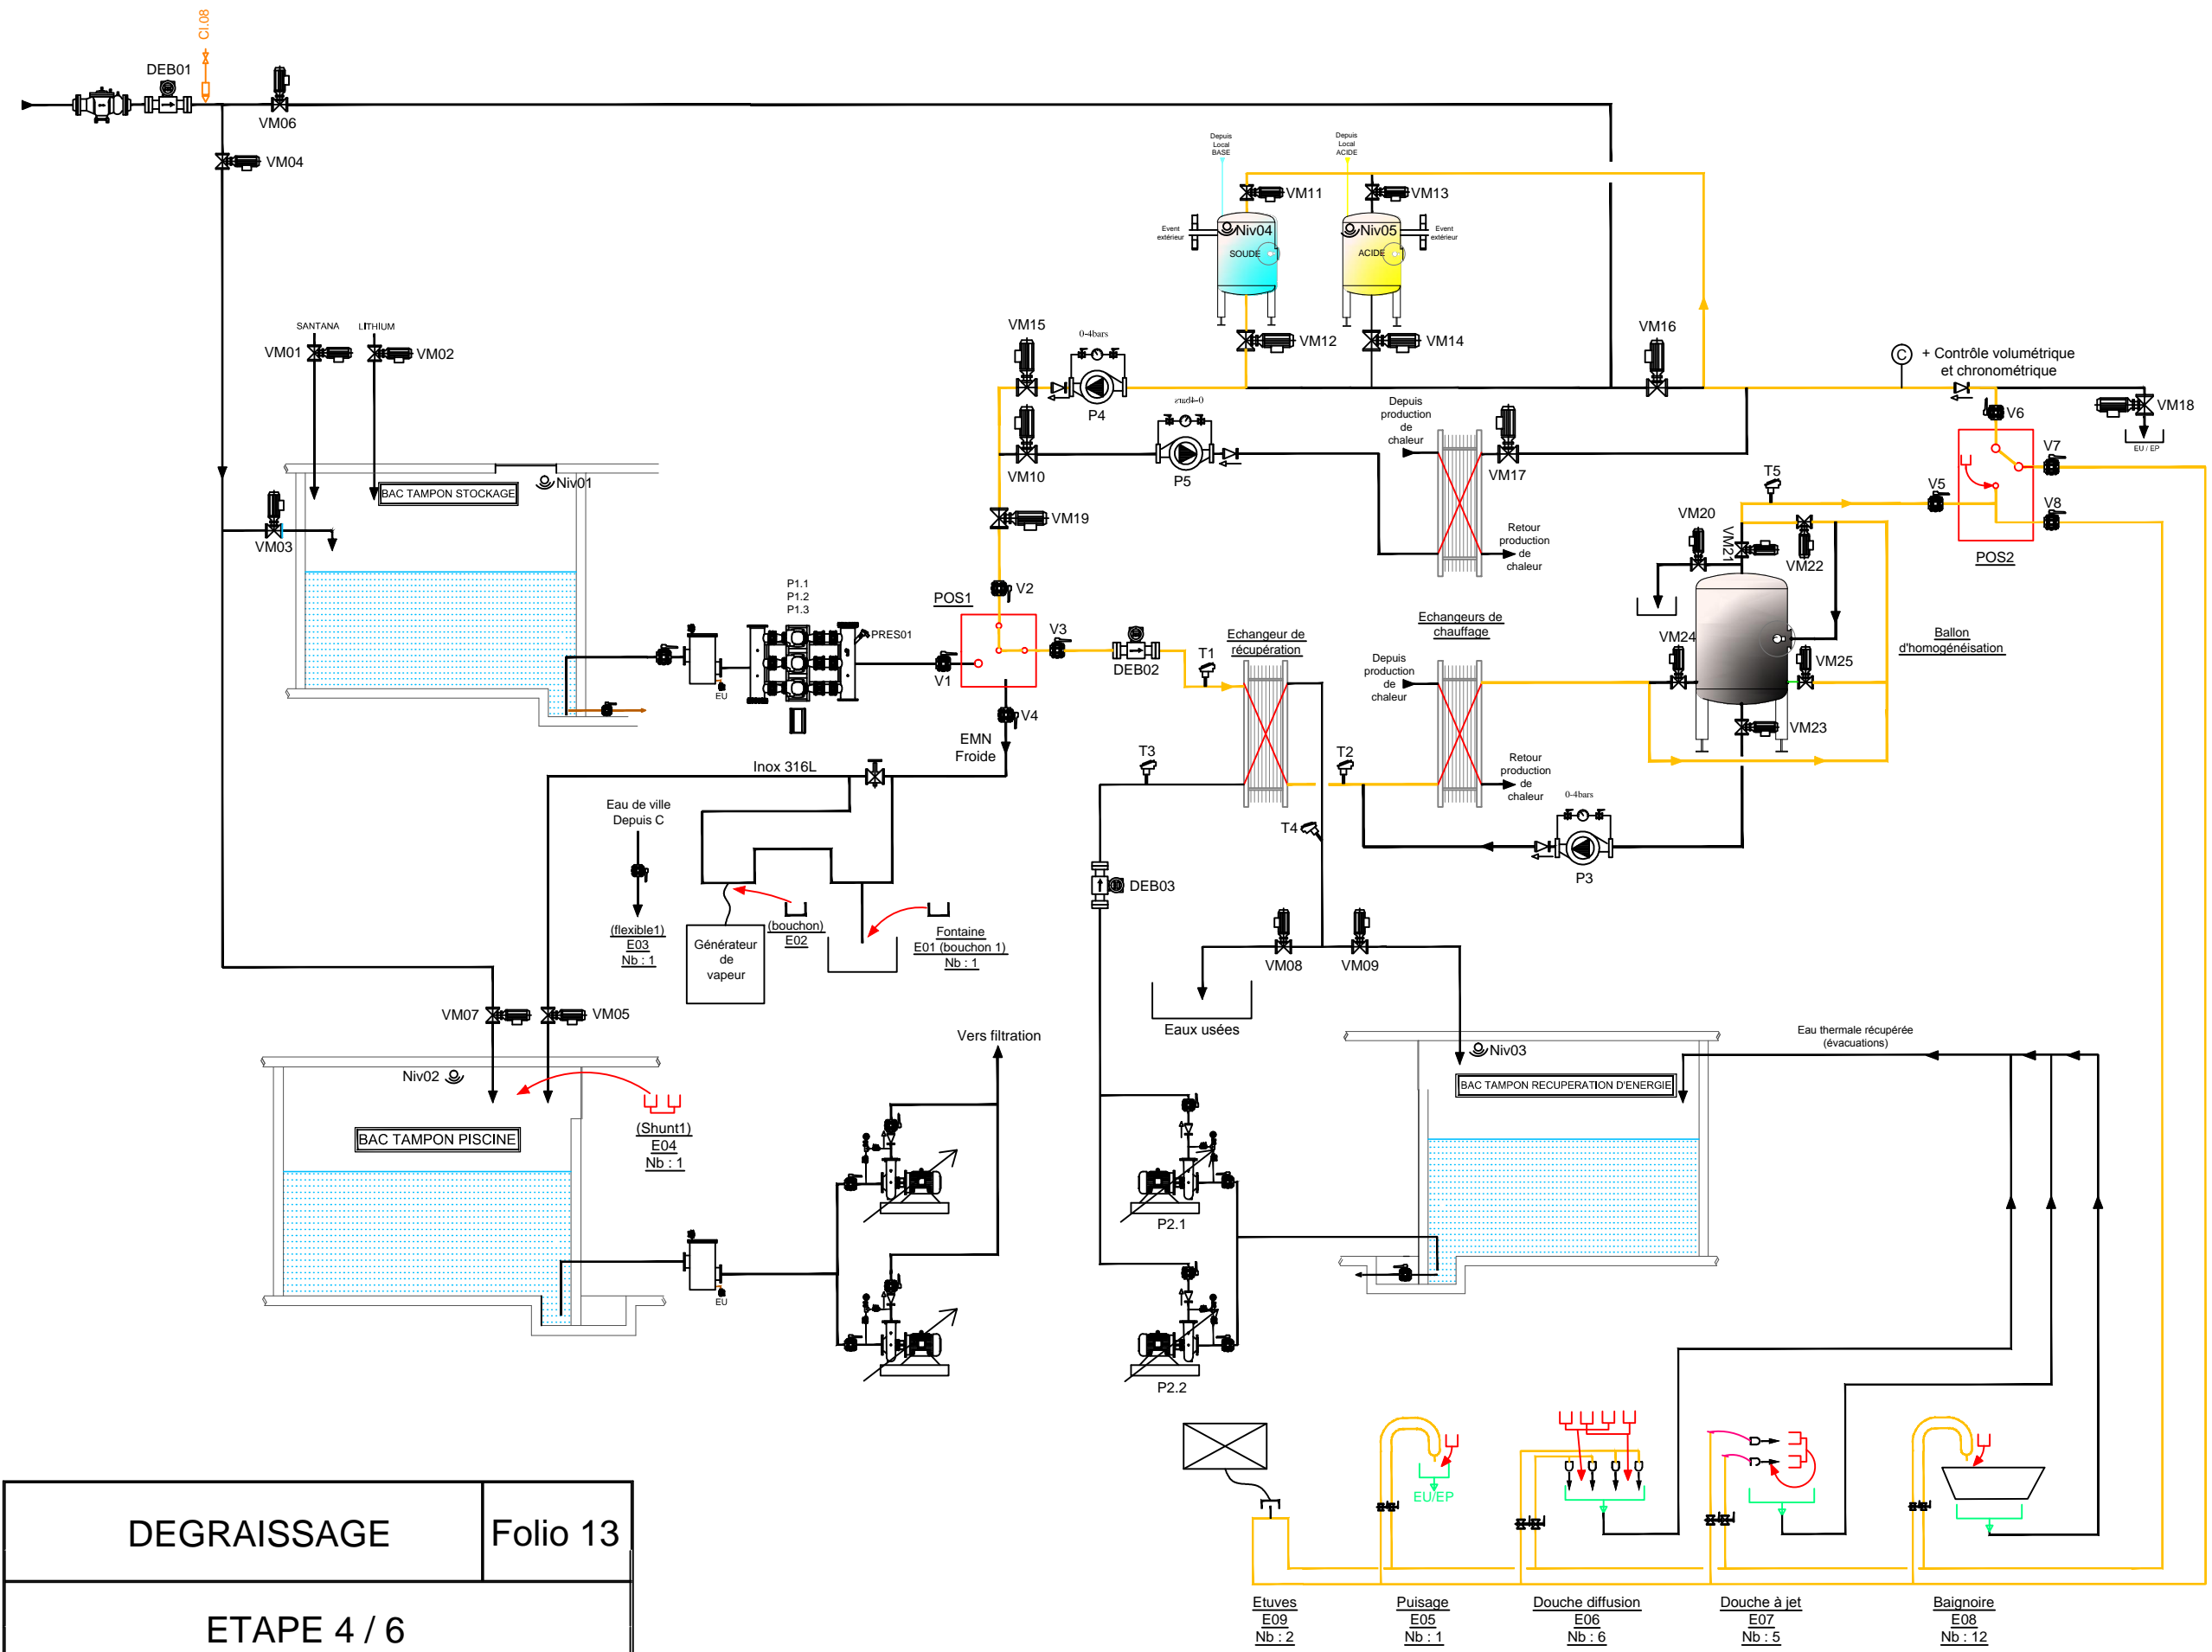 CI.08
DEB01
VM06
VM04
Depuis
Local
BASE
Depuis
Local
ACIDE
VM11
VM13
Event
extérieur
Niv04
SOUDE
Niv05
ACIDE
Event
extérieur
SANTANA
LITHIUM
VM01
VM02
VM15
0-4bars
P4
VM12
VM14
VM16
C
+ Contrôle volumétrique
et chronométrique
VM18
EU / EP
V6
V7
V8
V5
POS2
T5
BAC TAMPON STOCKAGE
Niv01
VM03
VM10
0-4bars
P5
Depuis
production
de
chaleur
VM17
Retour
production
de
chaleur
VM19
VM20
VM21
VM22
P1.1
P1.2
P1.3
PRES01
EU
V1
POS1
V2
V3
V4
DEB02
T1
Echangeur de
récupération
Echangeurs de
chauffage
Depuis
production
de
chaleur
Retour
production
de
chaleur
VM24
VM25
VM23
Ballon
d'homogénéisation
EMN
Froide
Inox 316L
T3
T2
T4
0-4bars
P3
Eau de ville
Depuis C
(flexible1)
E03
Nb : 1
Générateur
de
vapeur
(bouchon)
E02
Fontaine
E01 (bouchon 1)
Nb : 1
DEB03
VM08
VM09
Eaux usées
VM07
VM05
Vers filtration
Niv02
BAC TAMPON PISCINE
(Shunt1)
E04
Nb : 1
EU
Niv03
BAC TAMPON RECUPERATION D'ENERGIE
Eau thermale récupérée
(évacuations)
P2.1
P2.2
EU/EP
Etuves
E09
Nb : 2
Puisage
E05
Nb : 1
Douche diffusion
E06
Nb : 6
Douche à jet
E07
Nb : 5
Baignoire
E08
Nb : 12
DEGRAISSAGE
Folio 13
ETAPE 4 / 6